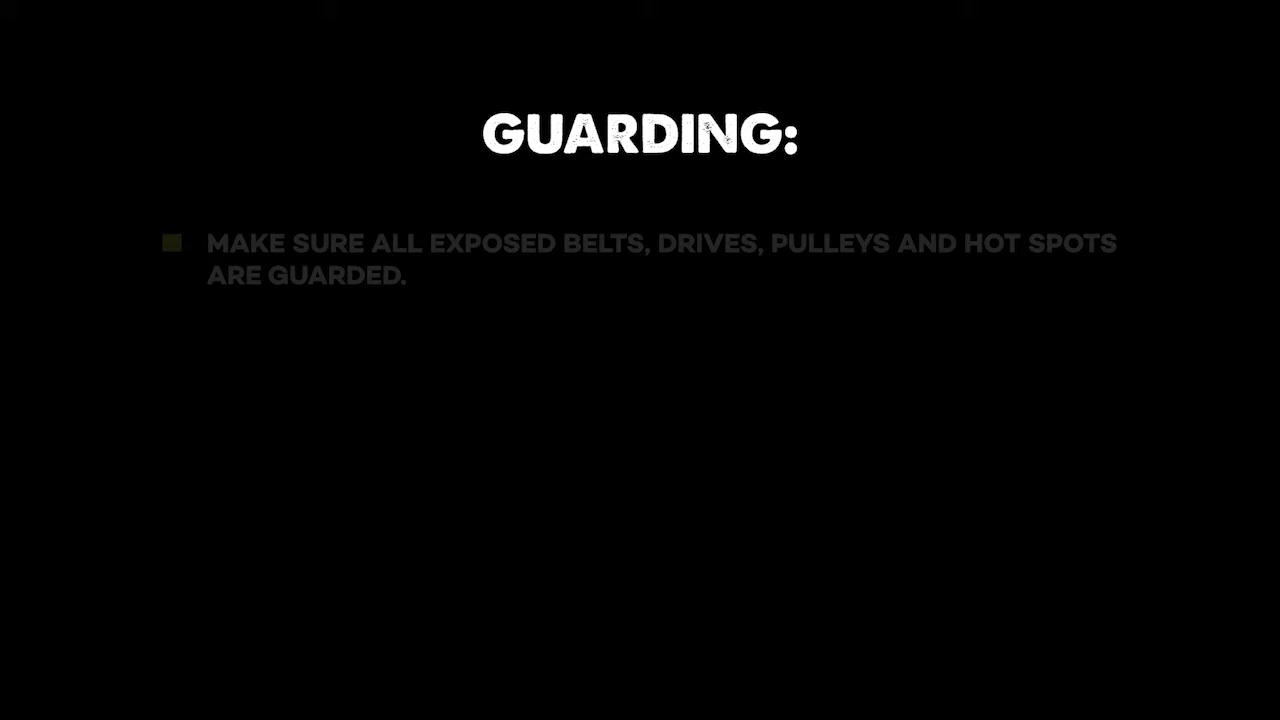 GUARDING:
MAKE SURE ALL EXPOSED BELTS, DRIVES, PULLEYS AND HOT SPOTS
ARE GUARDED.